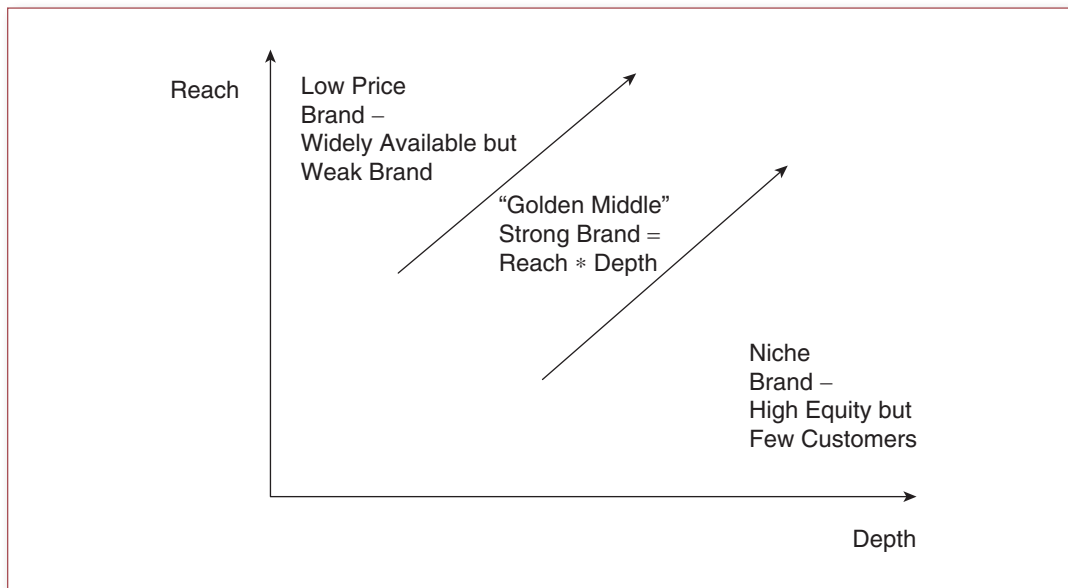 Reach
Low Price
Brand –
Widely Available but
Weak Brand
“Golden Middle”
Strong Brand =
Reach * Depth
Niche
Brand –
High Equity but
Few Customers
Depth